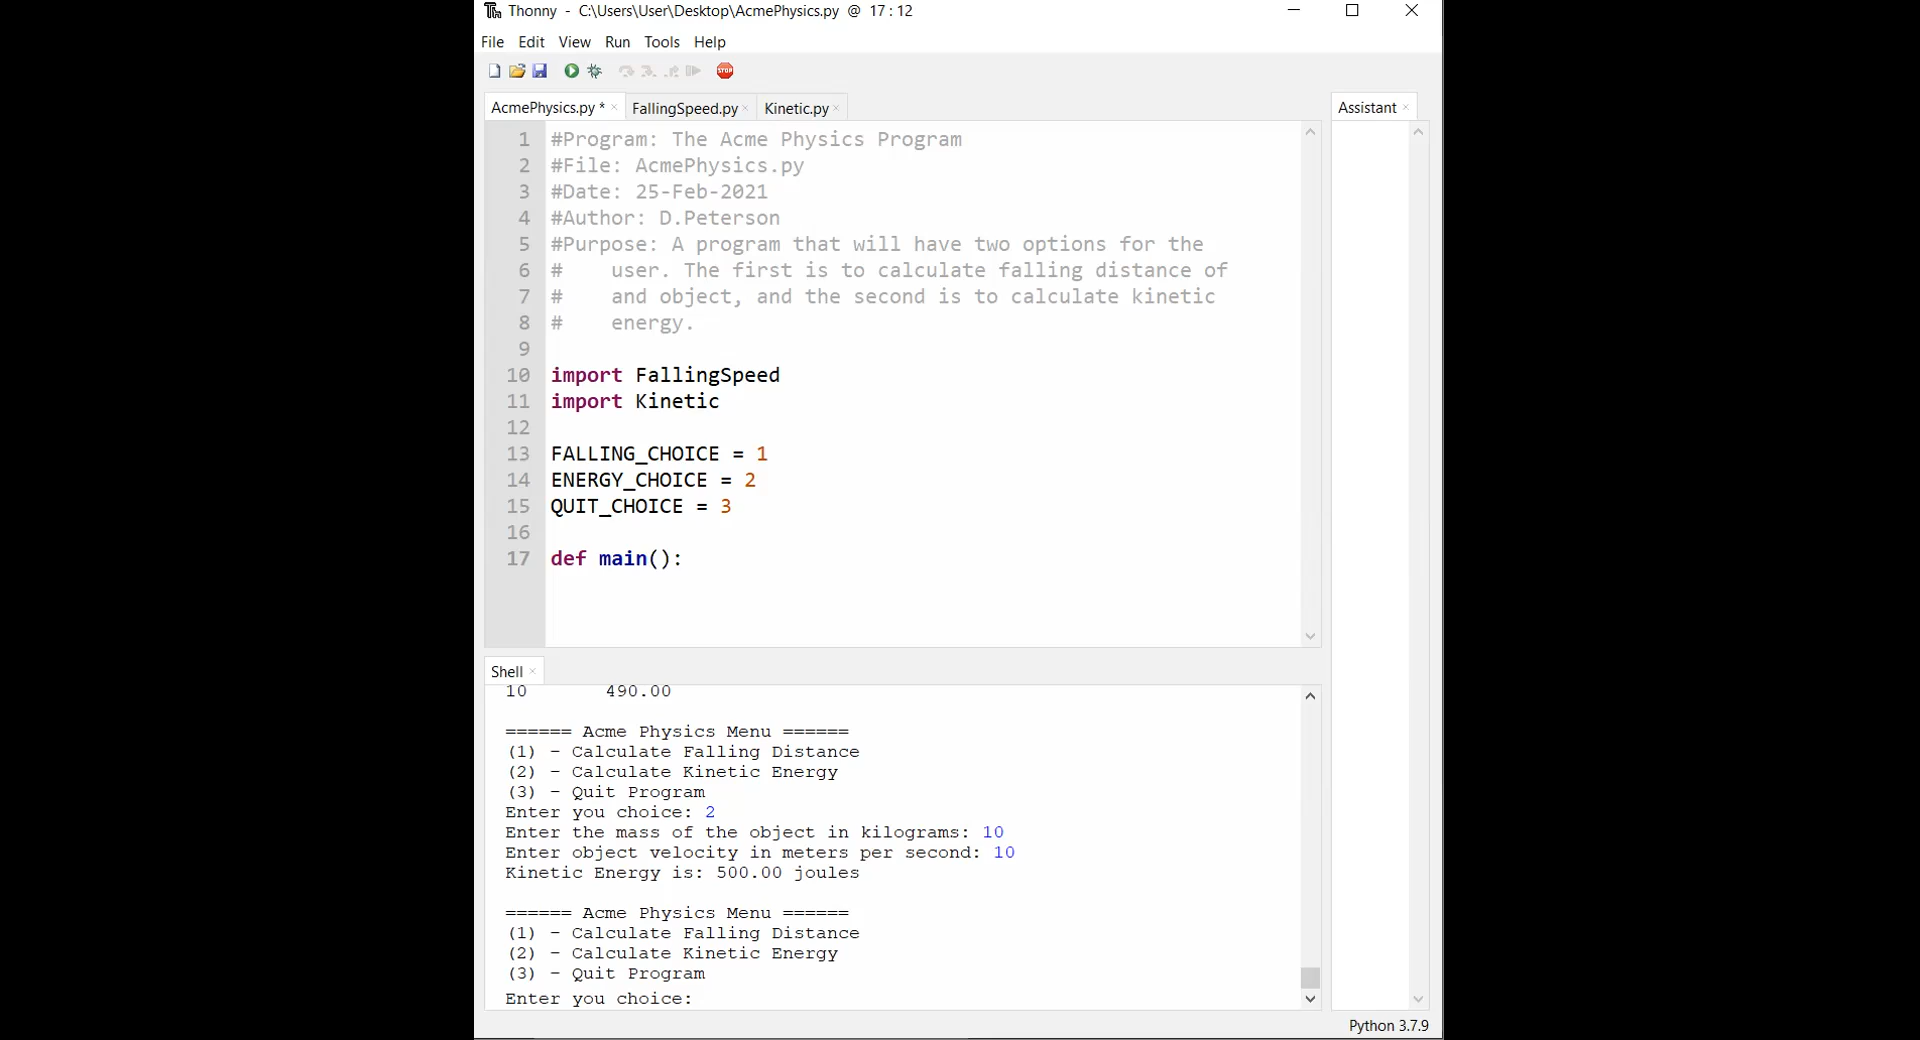 Thonny - C:\Users\User\Desktop\AcmePhysics.py @ 17:12
File Edit View Run Tools Help
STOP
AcmePhysics.py * × FallingSpeed.py × Kinetic.py × Assistant ×
1 #Program: The Acme Physics Program
2 #File: AcmePhysics.py
3 #Date: 25-Feb-2021
4 #Author: D.Peterson
5 #Purpose: A program that will have two options for the
6 #    user. The first is to calculate falling distance of
7 #    and object, and the second is to calculate kinetic
8 #    energy.
9
10 import FallingSpeed
11 import Kinetic
12
13 FALLING_CHOICE = 1
14 ENERGY_CHOICE = 2
15 QUIT_CHOICE = 3
16
17 def main():
Shell ×
10       490.00
====== Acme Physics Menu ======
(1) - Calculate Falling Distance
(2) - Calculate Kinetic Energy
(3) - Quit Program
Enter you choice: 2
Enter the mass of the object in kilograms: 10
Enter object velocity in meters per second: 10
Kinetic Energy is: 500.00 joules
====== Acme Physics Menu ======
(1) - Calculate Falling Distance
(2) - Calculate Kinetic Energy
(3) - Quit Program
Enter you choice:
Python 3.7.9